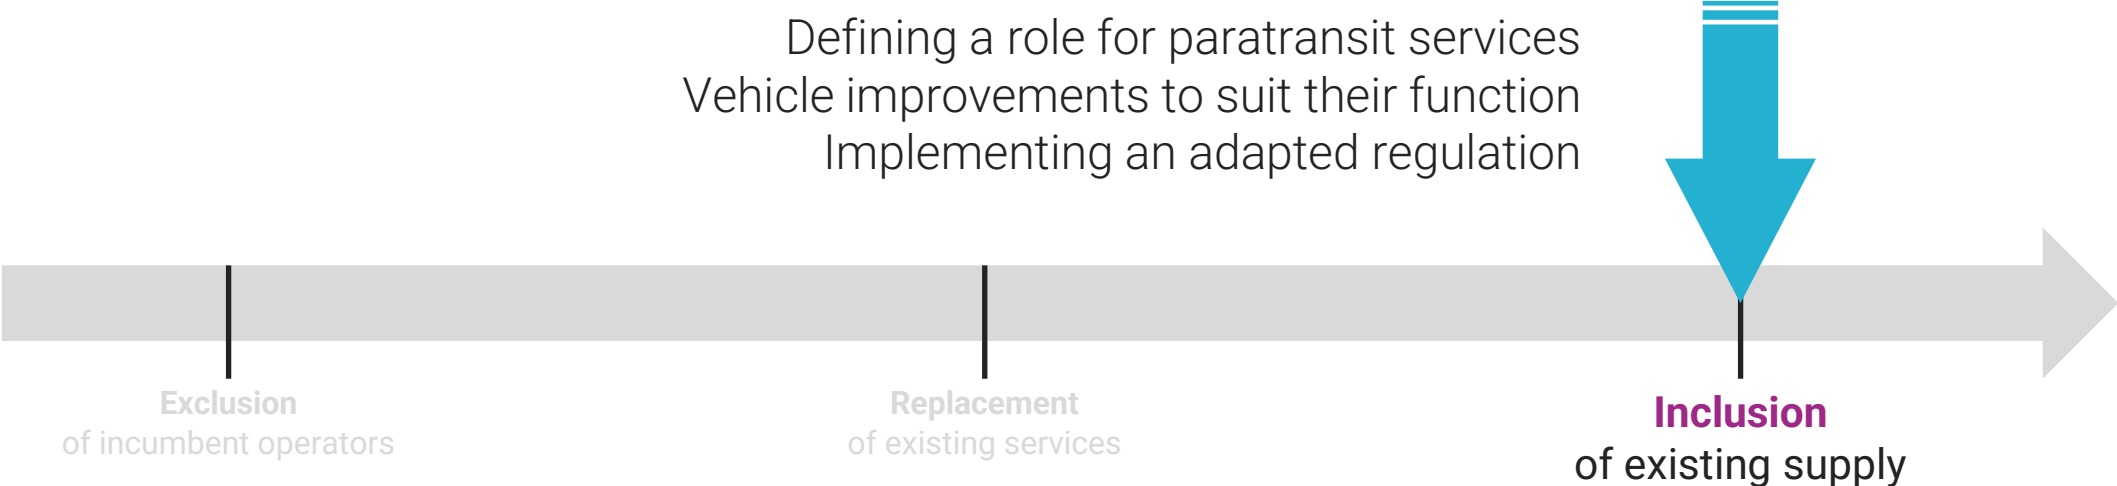 Defining a role for paratransit services
Vehicle improvements to suit their function
Implementing an adapted regulation
Exclusion
of incumbent operators
Replacement
of existing services
Inclusion
of existing supply